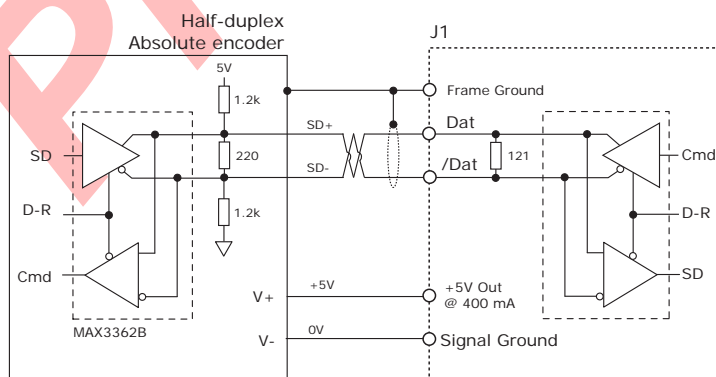 Half-duplex
Absolute encoder
J1
5V
1.2k
Frame Ground
SD+
Dat
SD
220
121
Cmd
SD-
/Dat
D-R
D-R
1.2k
Cmd
SD
+5V
V+
+5V Out
@ 400 mA
MAX3362B
0V
V-
Signal Ground